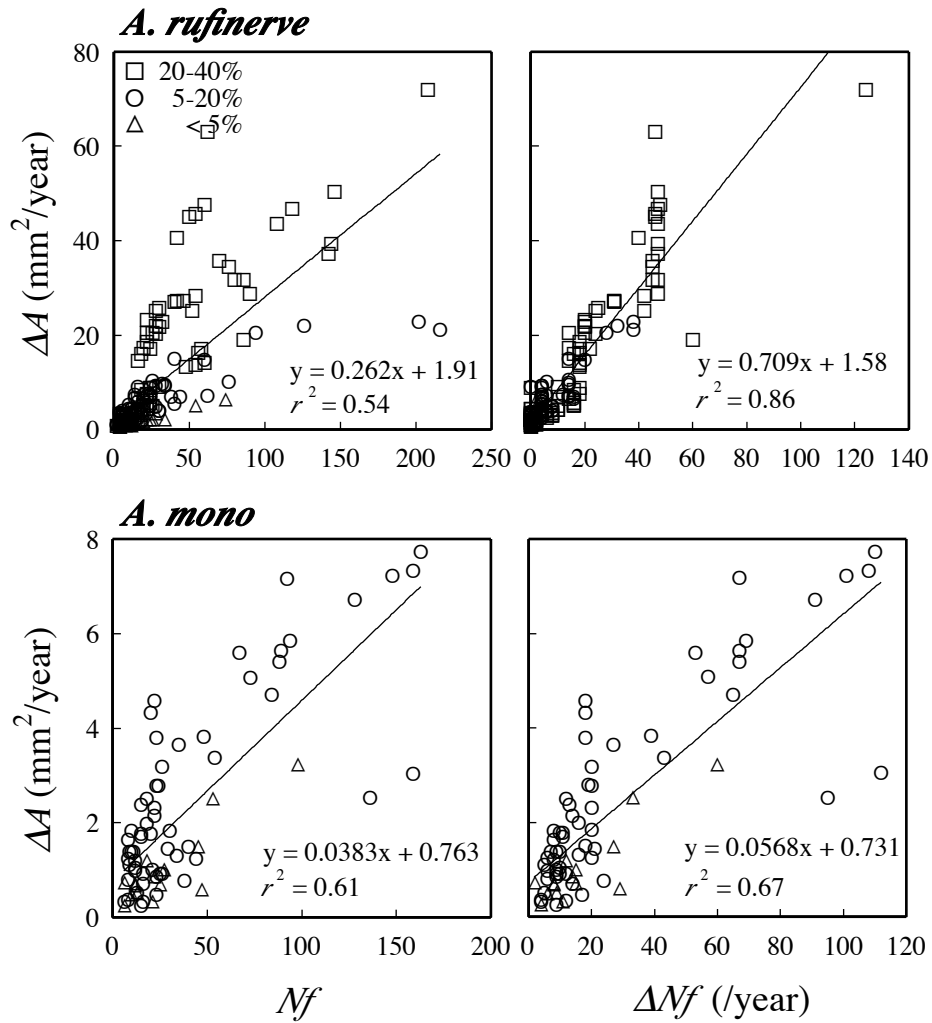 A. rufinerve
ΔA (mm²/year)
80
60
40
20
0
20-40%
5-20%
< 5%
y = 0.262x + 1.91
r² = 0.54
0 50 100 150 200 250
y = 0.709x + 1.58
r² = 0.86
0 20 40 60 80 100 120 140
A. mono
ΔA (mm²/year)
8
6
4
2
0
y = 0.0383x + 0.763
r² = 0.61
0 50 100 150 200
Nf
y = 0.0568x + 0.731
r² = 0.67
0 20 40 60 80 100 120
ΔNf (/year)